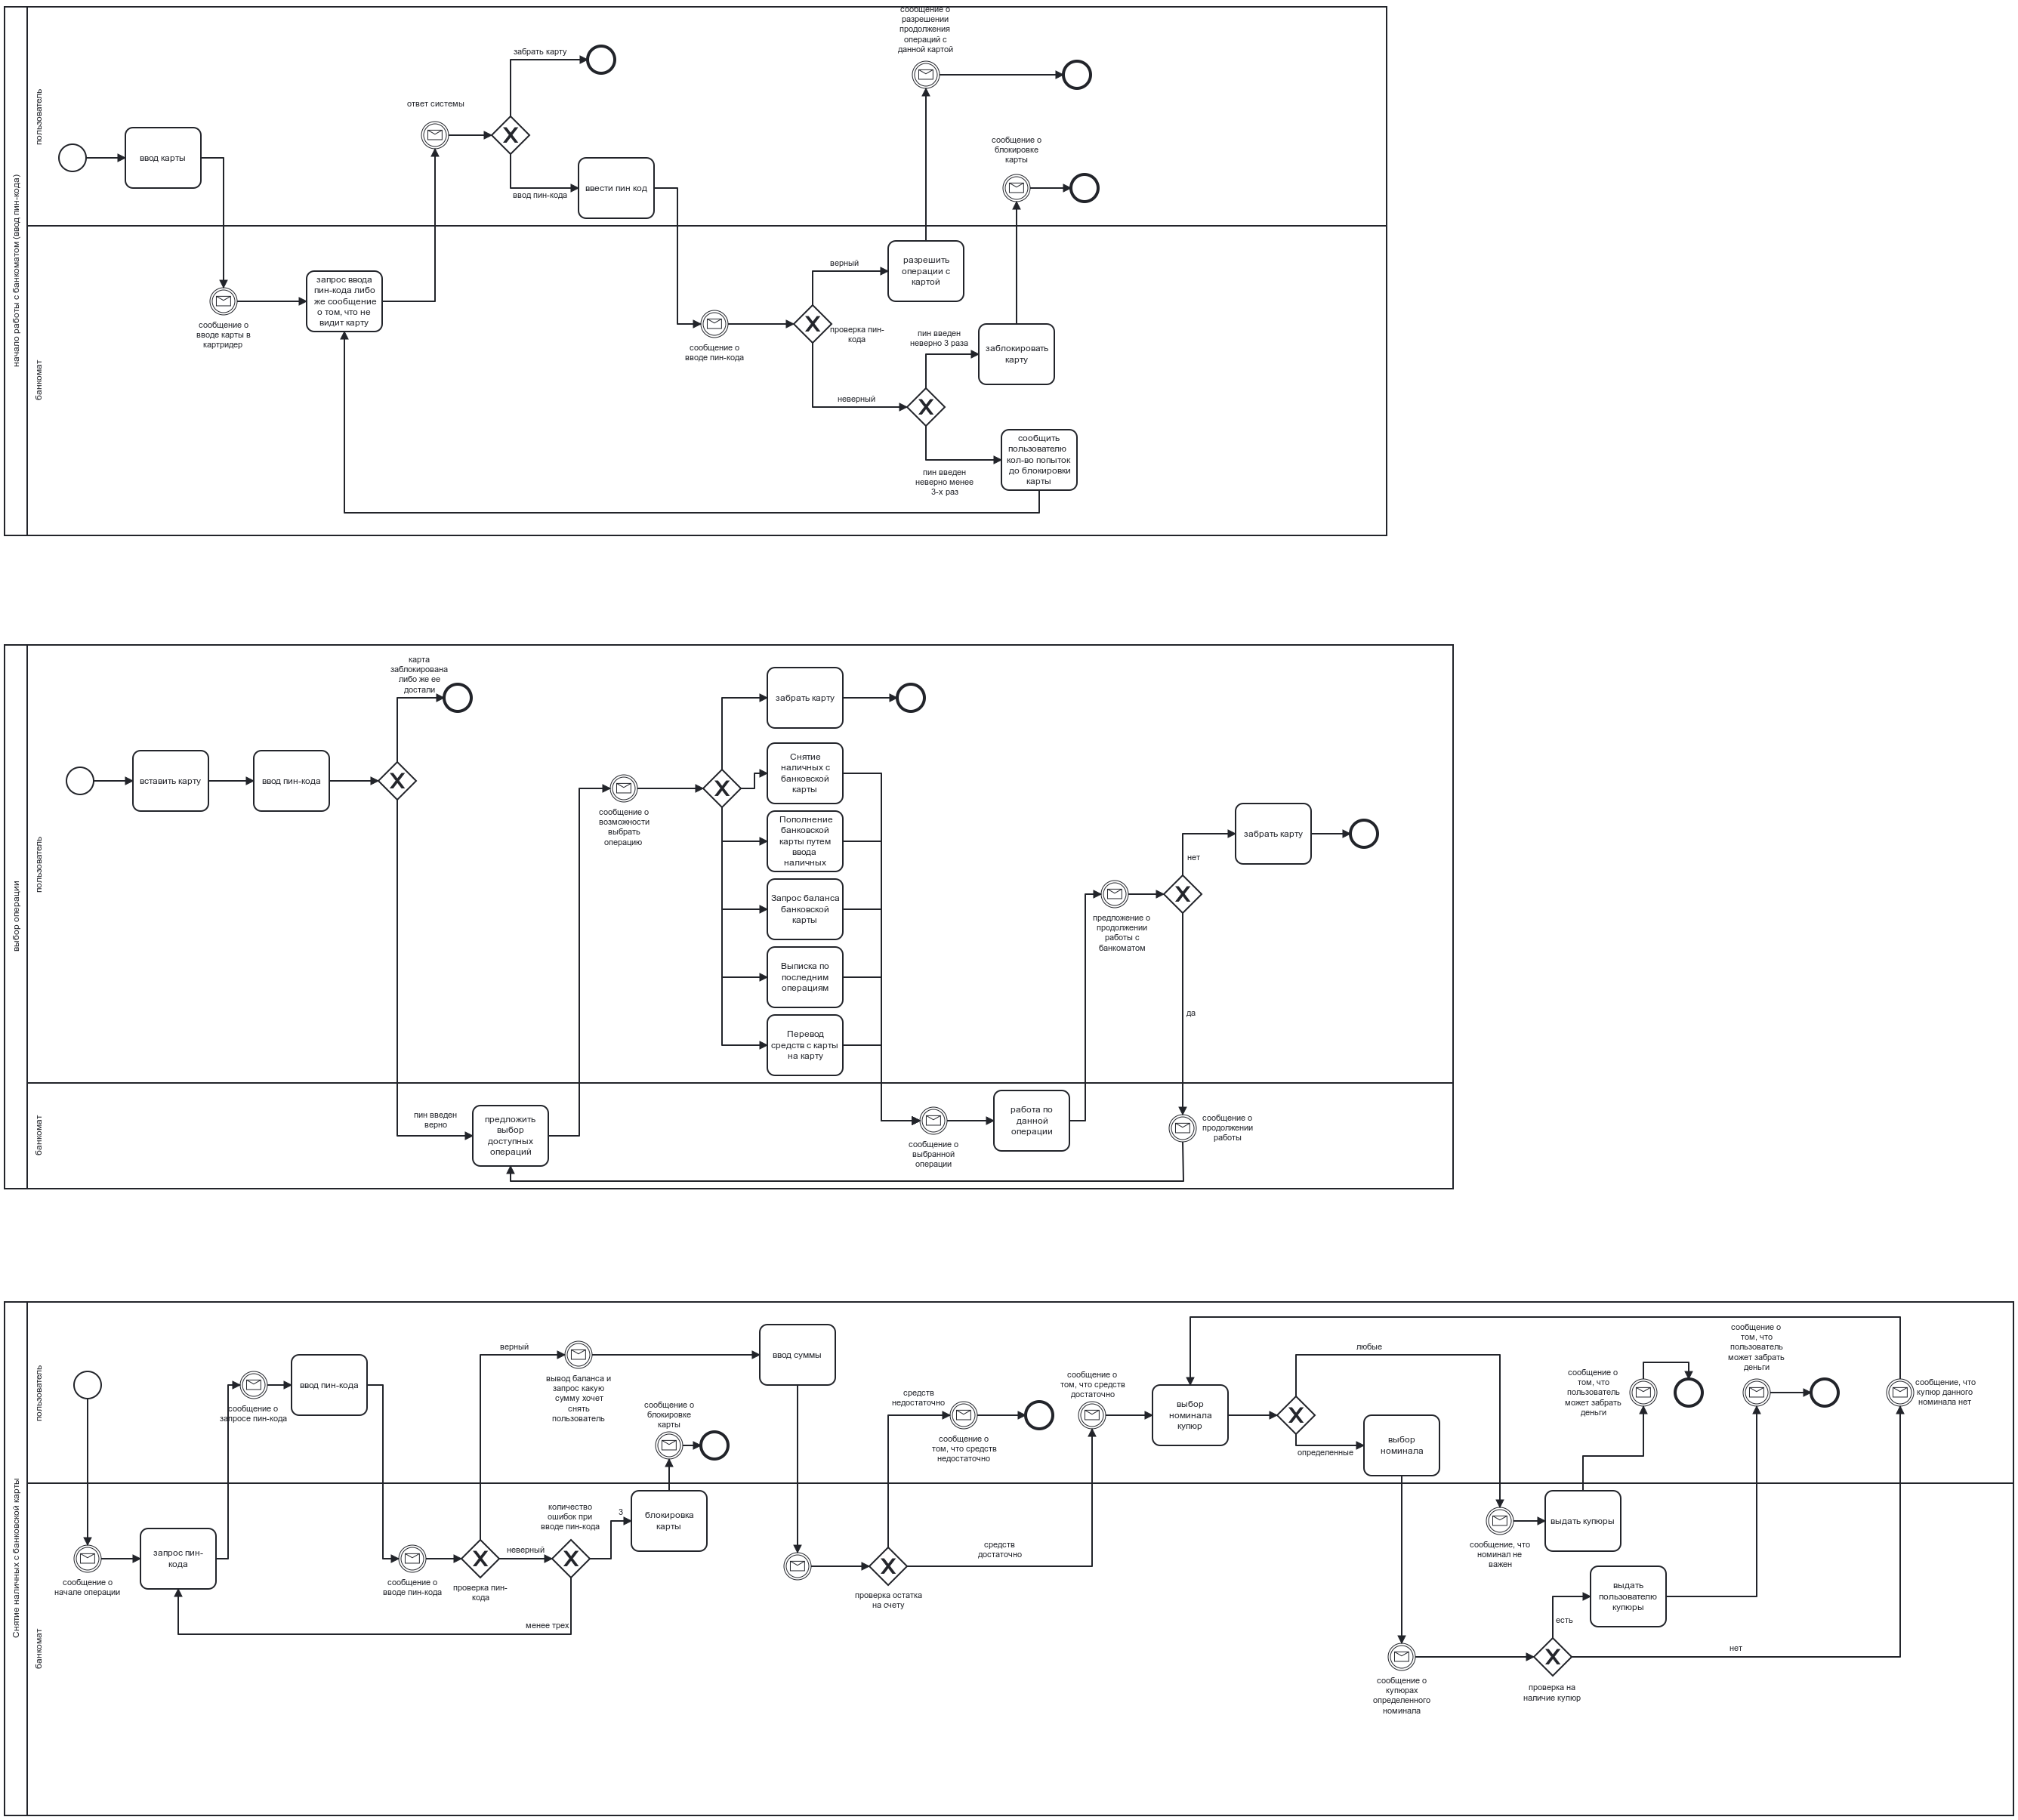 начало работы с банкоматом (ввод пин-кода)
пользователь
банкомат
ввод карты
сообщение о
вводе карты в
картридер
запрос ввода
пин-кода либо
же сообщение
о том, что не
видит карту
ответ системы
забрать карту
ввод пин-кода
ввести пин код
сообщение о
вводе пин-кода
верный
проверка пин-
кода
неверный
разрешить
операции с
картой
сообщение о
разрешении
продолжения
операций с
данной картой
сообщение о
блокировке
карты
пин введен
неверно 3 раза
заблокировать
карту
пин введен
неверно менее
3-х раз
сообщить
пользователю
кол-во попыток
до блокировки
карты
выбор операции
пользователь
банкомат
вставить карту
ввод пин-кода
карта
заблокирована
либо же ее
достали
пин введен
верно
предложить
выбор
доступных
операций
сообщение о
возможности
выбрать
операцию
забрать карту
Снятие
наличных с
банковской
карты
Пополнение
банковской
карты путем
ввода
наличных
Запрос баланса
банковской
карты
Выписка по
последним
операциям
Перевод
средств с карты
на карту
сообщение о
выбранной
операции
работа по
данной
операции
предложение о
продолжении
работы с
банкоматом
нет
забрать карту
да
сообщение о
продолжении
работы
Снятие наличных с банковской карты
пользователь
банкомат
сообщение о
начале операции
запрос пин-
кода
сообщение о
запросе пин-кода
ввод пин-кода
сообщение о
вводе пин-кода
верный
проверка пин-
кода
неверный
количество
ошибок при
вводе пин-кода
менее трех
3
блокировка
карты
сообщение о
блокировке
карты
вывод баланса и
запрос какую
сумму хочет
снять
пользователь
ввод суммы
проверка остатка
на счету
средств
недостаточно
сообщение о
том, что средств
недостаточно
средств
достаточно
сообщение о
том, что средств
достаточно
выбор
номинала
купюр
любые
определенные
выбор
номинала
сообщение, что
номинал не
важен
выдать купюры
сообщение о
том, что
пользователь
может забрать
деньги
сообщение о
купюрах
определенного
номинала
проверка на
наличие купюр
есть
выдать
пользователю
купюры
сообщение о
том, что
пользователь
может забрать
деньги
нет
сообщение, что
купюр данного
номинала нет